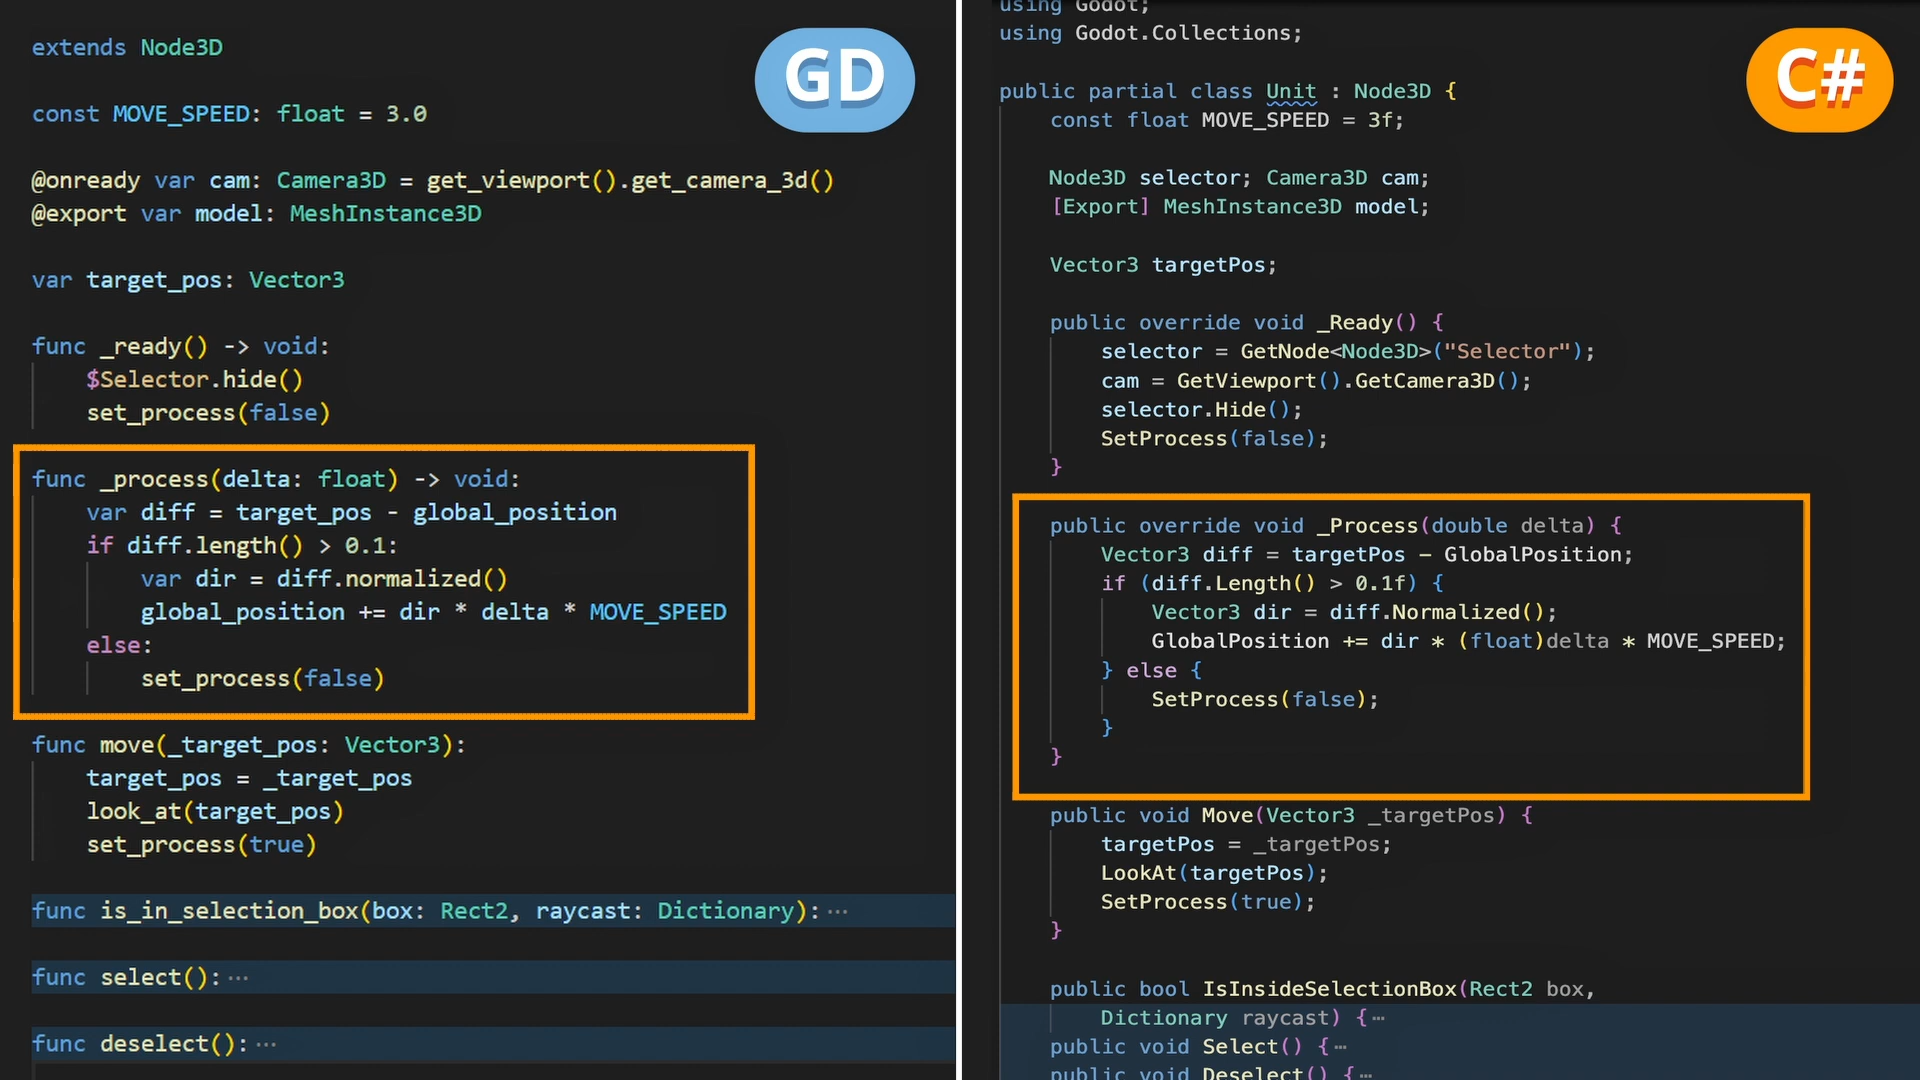 extends Node3D
const MOVE_SPEED: float = 3.0
@onready var cam: Camera3D = get_viewport().get_camera_3d()
@export var model: MeshInstance3D
var target_pos: Vector3
func _ready() -> void:
$Selector.hide()
set_process(false)
func _process(delta: float) -> void:
var diff = target_pos - global_position
if diff.length() > 0.1:
var dir = diff.normalized()
global_position += dir * delta * MOVE_SPEED
else:
set_process(false)
func move(_target_pos: Vector3):
target_pos = _target_pos
look_at(target_pos)
set_process(true)
func is_in_selection_box(box: Rect2, raycast: Dictionary):···
func select():···
func deselect():···
GD
using Godot;
using Godot.Collections;
public partial class Unit : Node3D {
const float MOVE_SPEED = 3f;
Node3D selector; Camera3D cam;
[Export] MeshInstance3D model;
Vector3 targetPos;
public override void _Ready() {
selector = GetNode<Node3D>("Selector");
cam = GetViewport().GetCamera3D();
selector.Hide();
SetProcess(false);
}
public override void _Process(double delta) {
Vector3 diff = targetPos – GlobalPosition;
if (diff.Length() > 0.1f) {
Vector3 dir = diff.Normalized();
GlobalPosition += dir * (float)delta * MOVE_SPEED;
} else {
SetProcess(false);
}
}
public void Move(Vector3 _targetPos) {
targetPos = _targetPos;
LookAt(targetPos);
SetProcess(true);
}
public bool IsInsideSelectionBox(Rect2 box,
Dictionary raycast) {···
public void Select() {···
public void Deselect() {···
C#